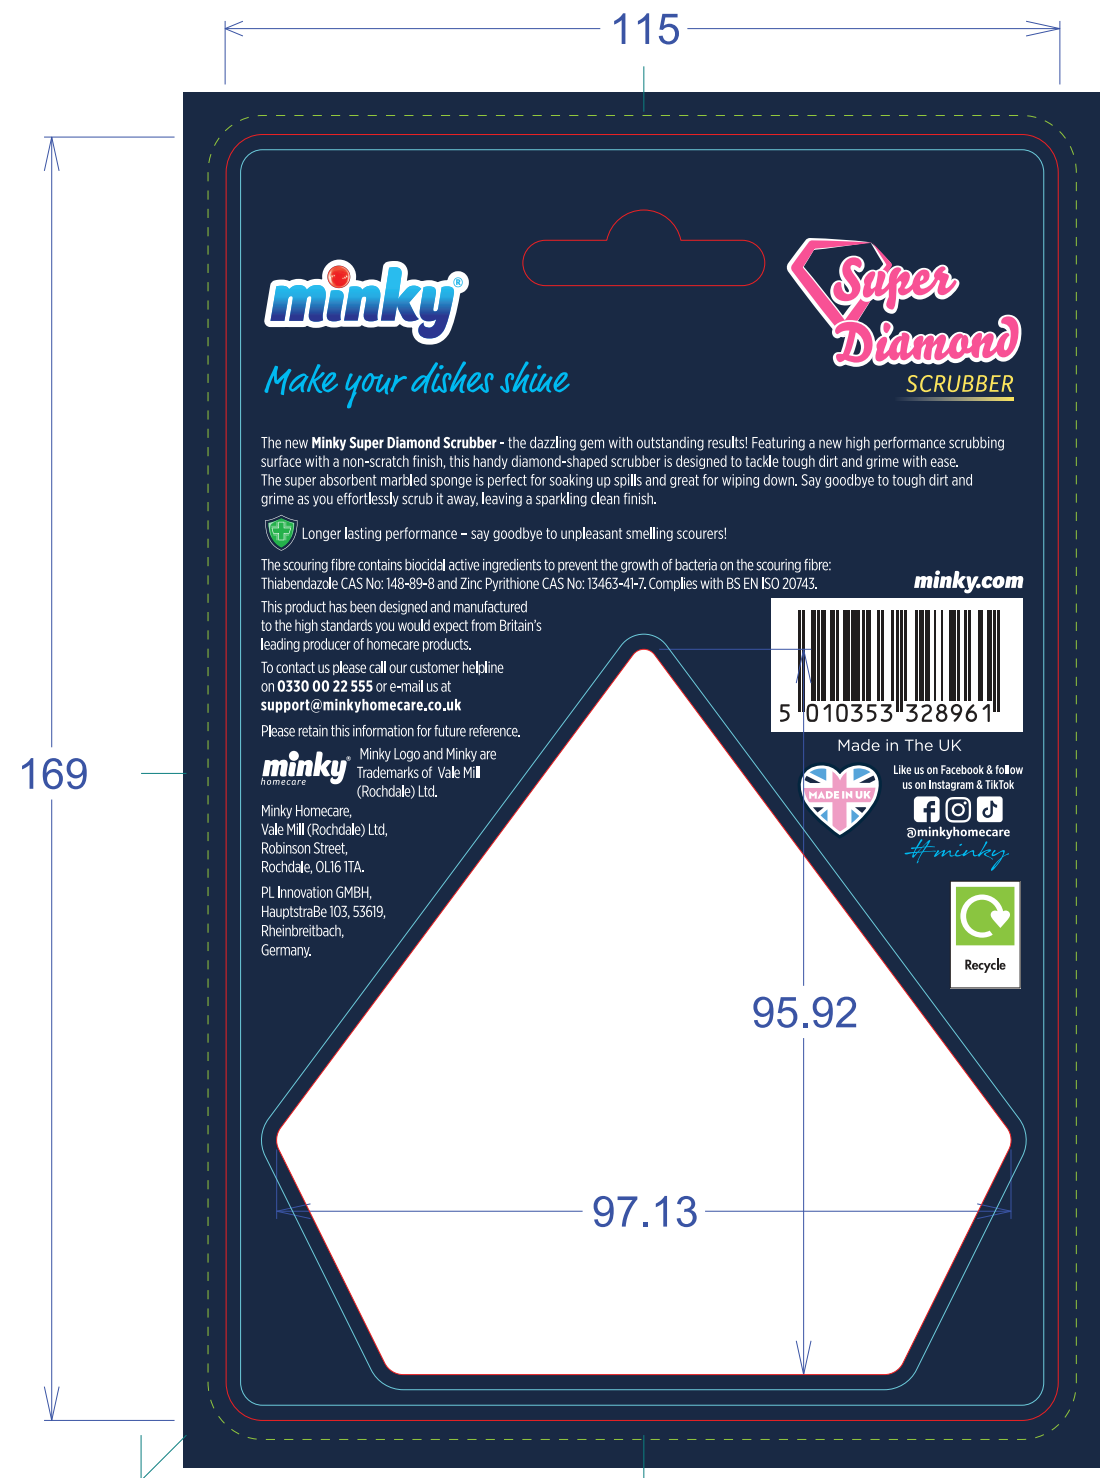 115
minky®
Super
Diamond
SCRUBBER
Make your dishes shine
The new Minky Super Diamond Scrubber - the dazzling gem with outstanding results! Featuring a new high performance scrubbing
surface with a non-scratch finish, this handy diamond-shaped scrubber is designed to tackle tough dirt and grime with ease.
The super absorbent marbled sponge is perfect for soaking up spills and great for wiping down. Say goodbye to tough dirt and
grime as you effortlessly scrub it away, leaving a sparkling clean finish.
Longer lasting performance – say goodbye to unpleasant smelling scourers!
The scouring fibre contains biocidal active ingredients to prevent the growth of bacteria on the scouring fibre:
Thiabendazole CAS No: 148-89-8 and Zinc Pyrithione CAS No: 13463-41-7. Complies with BS EN ISO 20743.
This product has been designed and manufactured
to the high standards you would expect from Britain's
leading producer of homecare products.
To contact us please call our customer helpline
on 0330 00 22 555 or e-mail us at
support@minkyhomecare.co.uk
Please retain this information for future reference.
minky®
homecare
Minky Logo and Minky are
Trademarks of Vale Mill
(Rochdale) Ltd.
Minky Homecare,
Vale Mill (Rochdale) Ltd,
Robinson Street,
Rochdale, OL16 1TA.
PL Innovation GMBH,
HauptstraBe 103, 53619,
Rheinbreitbach,
Germany.
minky.com
5 010353 328961
Made in The UK
MADE IN UK
Like us on Facebook & follow
us on Instagram & TikTok
@minkyhomecare
#minky
Recycle
169
95.92
97.13